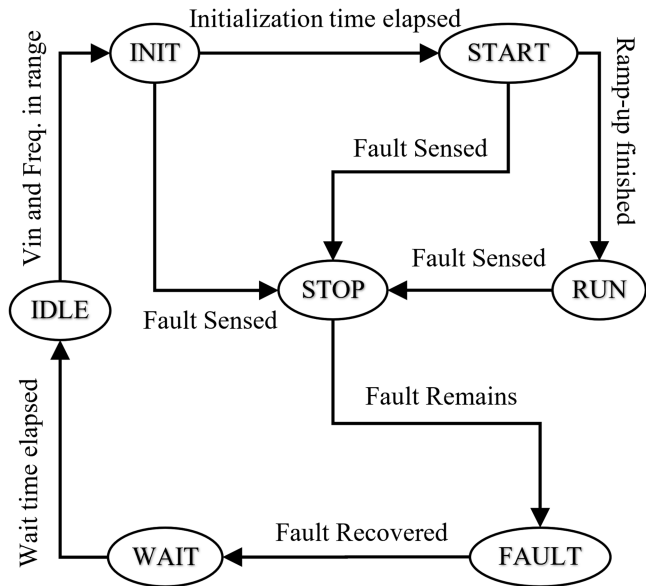 Initialization time elapsed
INIT
START
Vin and Freq. in range
Ramp-up finished
Fault Sensed
Fault Sensed
STOP
RUN
IDLE
Fault Sensed
Fault Remains
Wait time elapsed
Fault Recovered
WAIT
FAULT